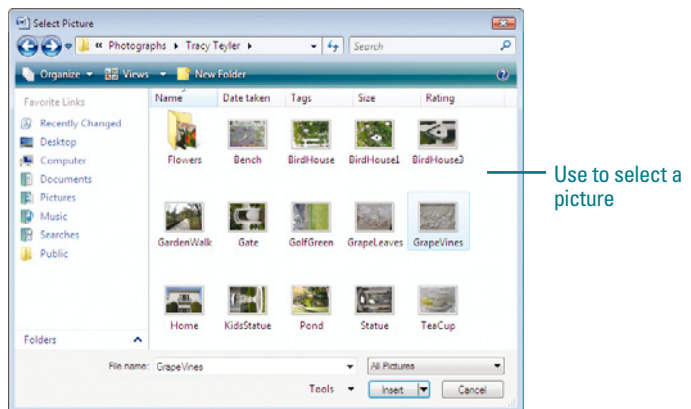 Select Picture
« Photographs Tracy Teyler Search
Organize Views New Folder
Favorite Links
Recently Changed
Desktop
Computer
Documents
Pictures
Music
Searches
Public
Folders
Name Date taken Tags Size Rating
Flowers Bench BirdHouse BirdHouse1 BirdHouse3
GardenWalk Gate GolfGreen GrapeLeaves GrapeVines
Home KidsStatue Pond Statue TeaCup
File name: GrapeVines All Pictures
Tools Insert Cancel
Use to select a
picture